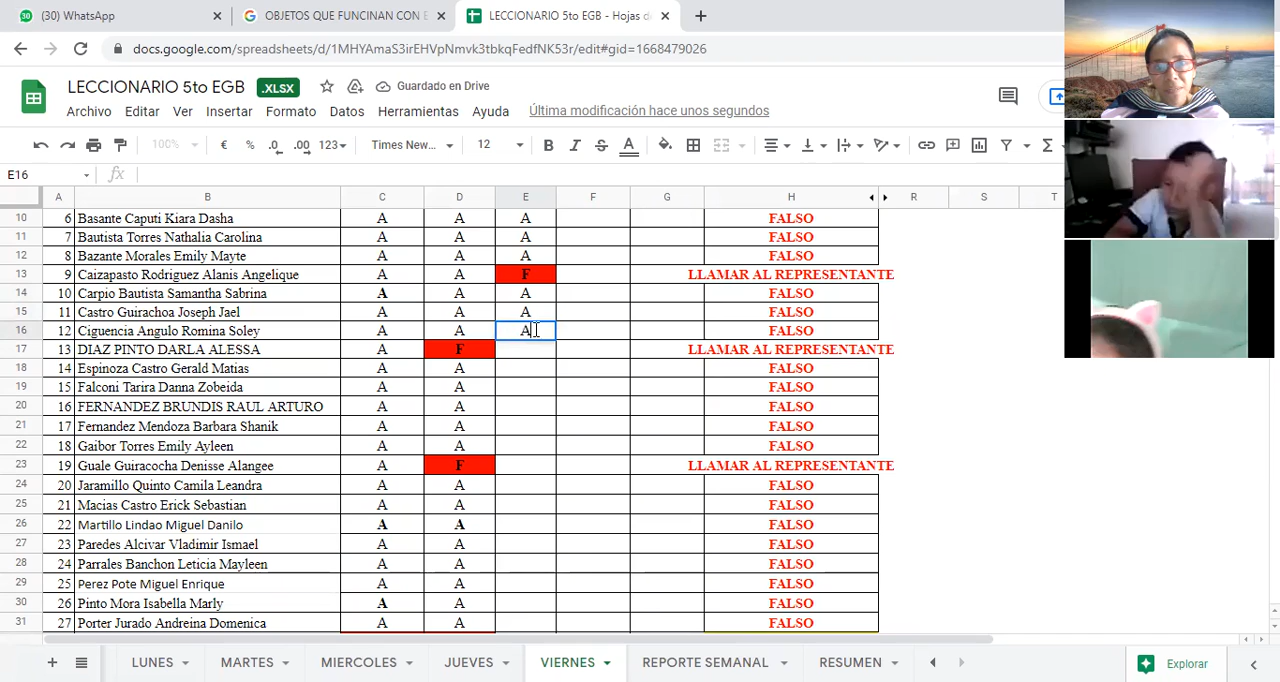 (30) WhatsApp OBJETOS QUE FUNCINAN CON E LECCIONARIO 5to EGB - Hojas de
docs.google.com/spreadsheets/d/1MHYAmaS3irEHVpNmvk3tbkqFedfNK53r/edit#gid=1668479026
LECCIONARIO 5to EGB .XLSX Guardado en Drive
Archivo Editar Ver Insertar Formato Datos Herramientas Ayuda Última modificación hace unos segundos
100% € % .0 .00 123 Times New... 12 B I S A
E16 fx
A B C D E F G H R S T
10 6 Basante Caputi Kiara Dasha A A A FALSO
11 7 Bautista Torres Nathalia Carolina A A A FALSO
12 8 Bazante Morales Emily Mayte A A A FALSO
13 9 Caizapasto Rodriguez Alanis Angelique A A F LLAMAR AL REPRESENTANTE
14 10 Carpio Bautista Samantha Sabrina A A A FALSO
15 11 Castro Guirachoa Joseph Jael A A A FALSO
16 12 Ciguencia Angulo Romina Soley A A A FALSO
17 13 DIAZ PINTO DARLA ALESSA A F LLAMAR AL REPRESENTANTE
18 14 Espinoza Castro Gerald Matias A A FALSO
19 15 Falconi Tarira Danna Zobeida A A FALSO
20 16 FERNANDEZ BRUNDIS RAUL ARTURO A A FALSO
21 17 Fernandez Mendoza Barbara Shanik A A FALSO
22 18 Gaibor Torres Emily Ayleen A A FALSO
23 19 Guale Guiracocha Denisse Alangee A F LLAMAR AL REPRESENTANTE
24 20 Jaramillo Quinto Camila Leandra A A FALSO
25 21 Macias Castro Erick Sebastian A A FALSO
26 22 Martillo Lindao Miguel Danilo A A FALSO
27 23 Paredes Alcivar Vladimir Ismael A A FALSO
28 24 Parrales Banchon Leticia Mayleen A A FALSO
29 25 Perez Pote Miguel Enrique A A FALSO
30 26 Pinto Mora Isabella Marly A A FALSO
31 27 Porter Jurado Andreina Domenica A A FALSO
LUNES MARTES MIERCOLES JUEVES VIERNES REPORTE SEMANAL RESUMEN Explorar